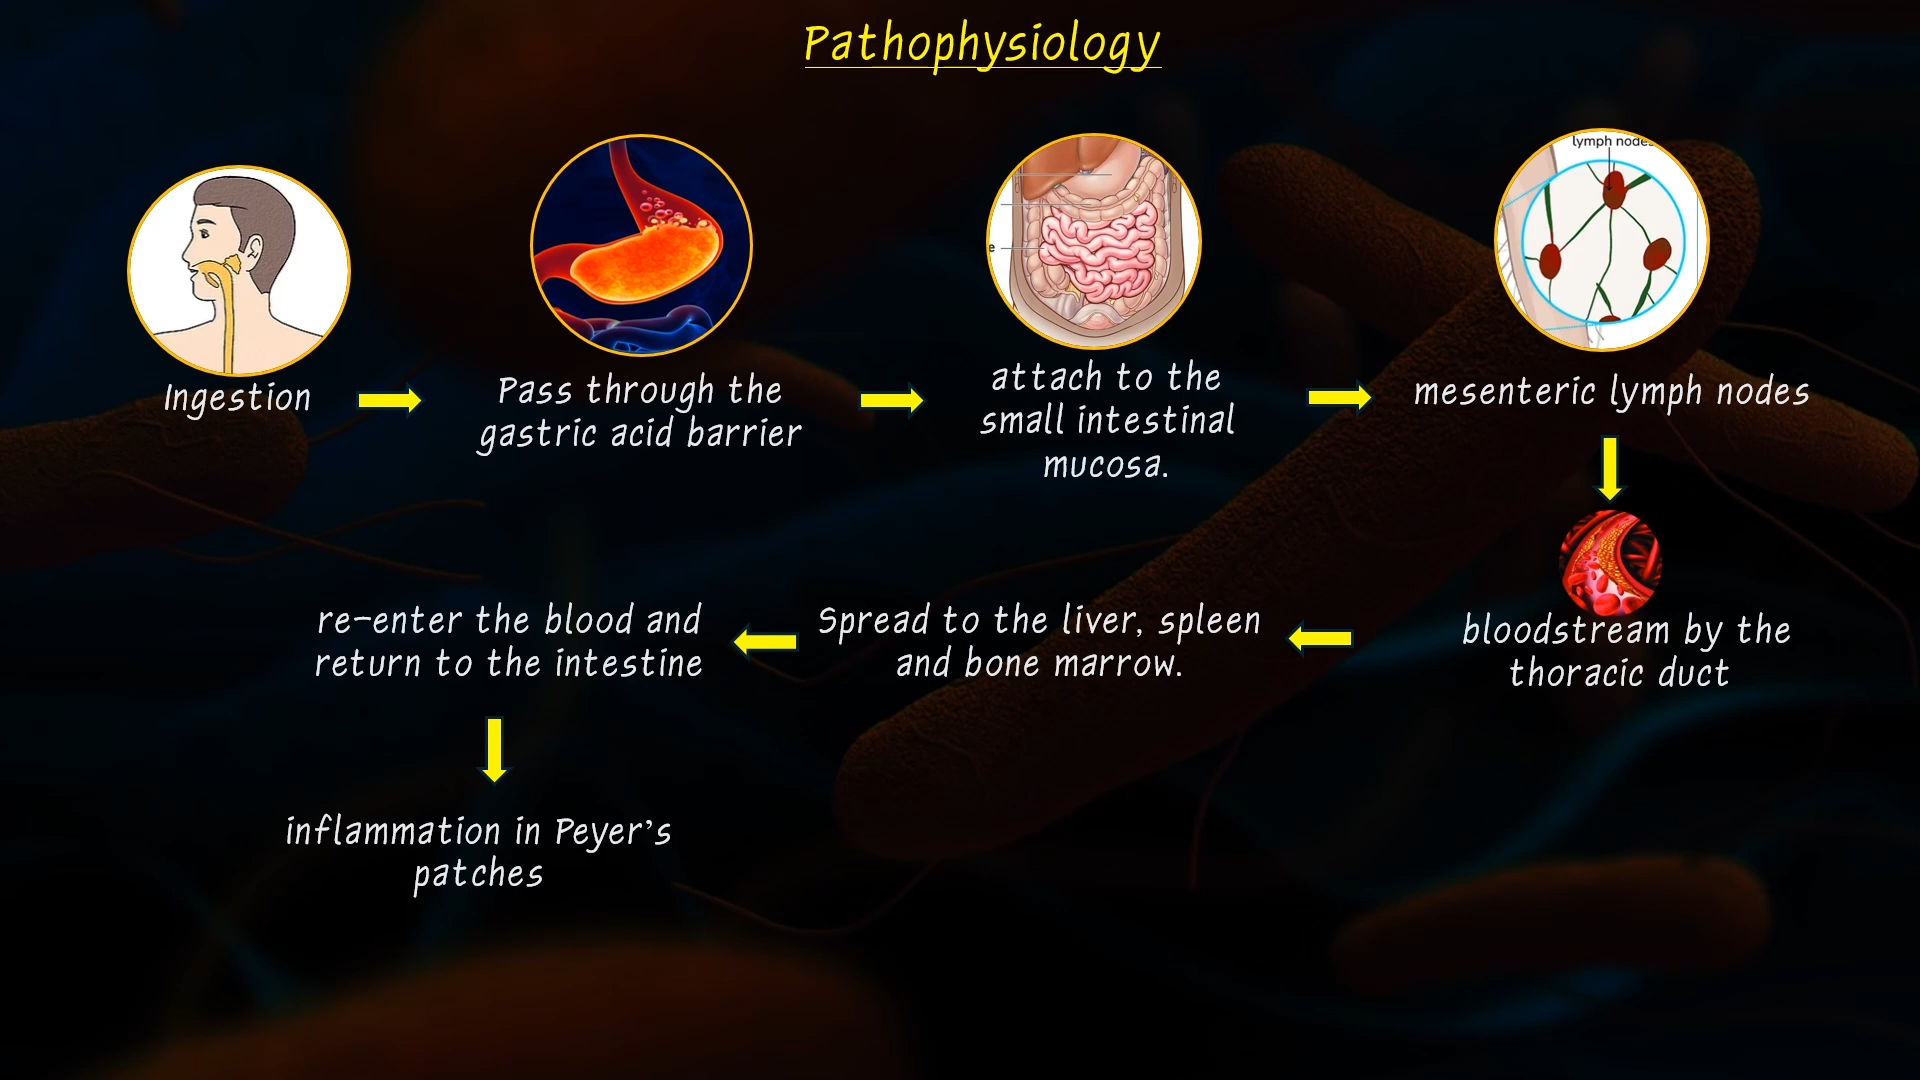 Pathophysiology
lymph nodes
e
Ingestion
Pass through the
gastric acid barrier
attach to the
small intestinal
mucosa.
mesenteric lymph nodes
bloodstream by the
thoracic duct
Spread to the liver, spleen
and bone marrow.
re-enter the blood and
return to the intestine
inflammation in Peyer’s
patches